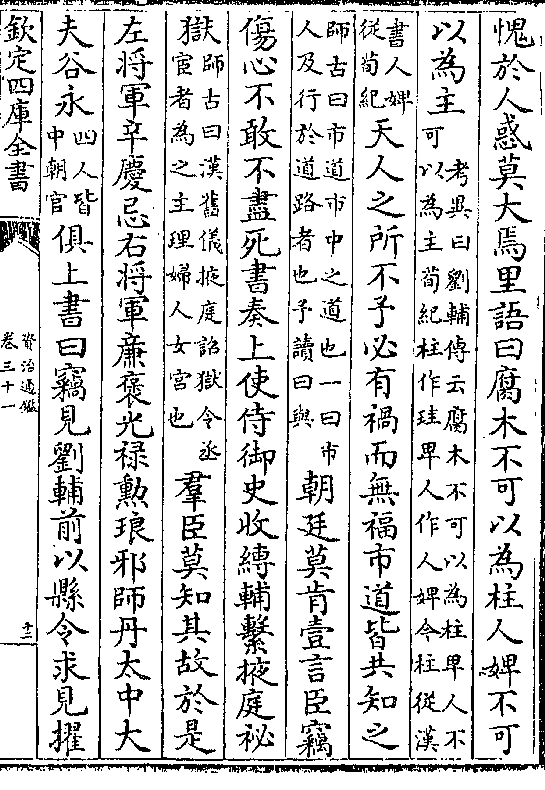 愧於人惑莫大焉里語曰腐木不可以為柱人婢不可
以為主
考異曰劉輔傳云腐木不可以為柱卑人不
可以為主荀紀柱作珪卑人作人婢今柱從漢
書人婢
從荀紀
天人之所不予必有禍而無福市道皆共知之
師古曰市道市中之道也一曰市
人及行於道路者也予讀曰與
朝廷莫肯壹言臣竊
傷心不敢不盡死書奏上使侍御史收縛輔繫掖庭祕
獄
師古曰漢舊儀掖庭詔獄令丞
宦者為之主理婦人女宮也
羣臣莫知其故於是
左將軍辛慶忌右將軍廉褒光祿勲琅邪師丹太中大
夫谷永
四人皆
中朝官
俱上書曰竊見劉輔前以縣令求見擢
欽定四庫全書
資治通鑑
卷三十一
十三